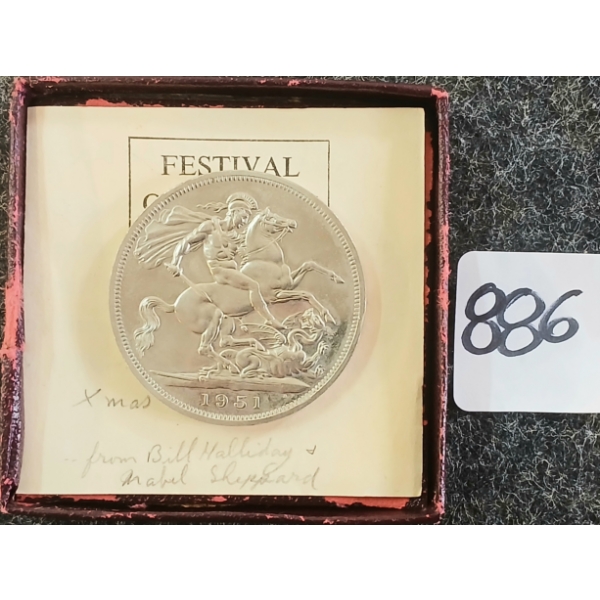 FESTIVAL
886
1951
Xmas
from Bill Halliday &
Mabel Sheppard